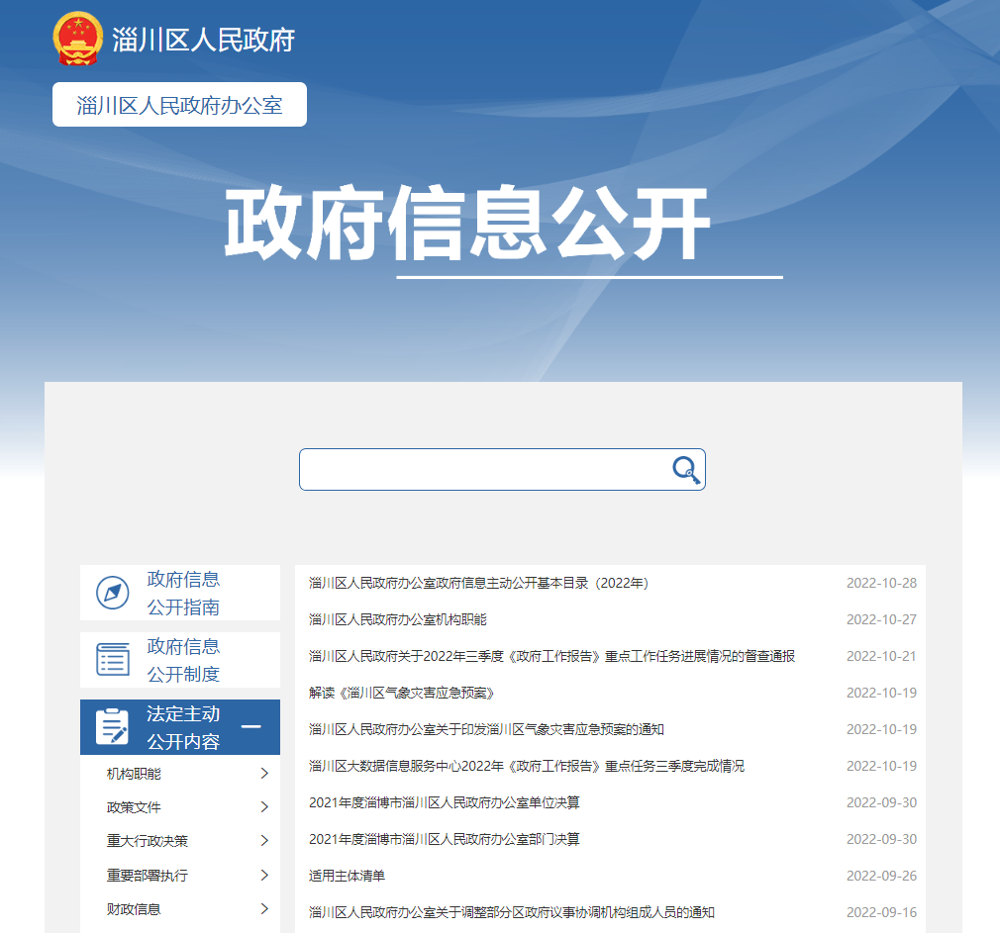 淄川区人民政府
淄川区人民政府办公室
政府信息公开
政府信息
公开指南
政府信息
公开制度
法定主动
公开内容
机构职能
政策文件
重大行政决策
重要部署执行
财政信息
淄川区人民政府办公室政府信息主动公开基本目录（2022年） 2022-10-28
淄川区人民政府办公室机构职能 2022-10-27
淄川区人民政府关于2022年三季度《政府工作报告》重点工作任务进展情况的督查通报 2022-10-21
解读《淄川区气象灾害应急预案》 2022-10-19
淄川区人民政府办公室关于印发淄川区气象灾害应急预案的通知 2022-10-19
淄川区大数据信息服务中心2022年《政府工作报告》重点任务三季度完成情况 2022-10-19
2021年度淄博市淄川区人民政府办公室单位决算 2022-09-30
2021年度淄博市淄川区人民政府办公室部门决算 2022-09-30
适用主体清单 2022-09-26
淄川区人民政府办公室关于调整部分区政府议事协调机构组成人员的通知 2022-09-16